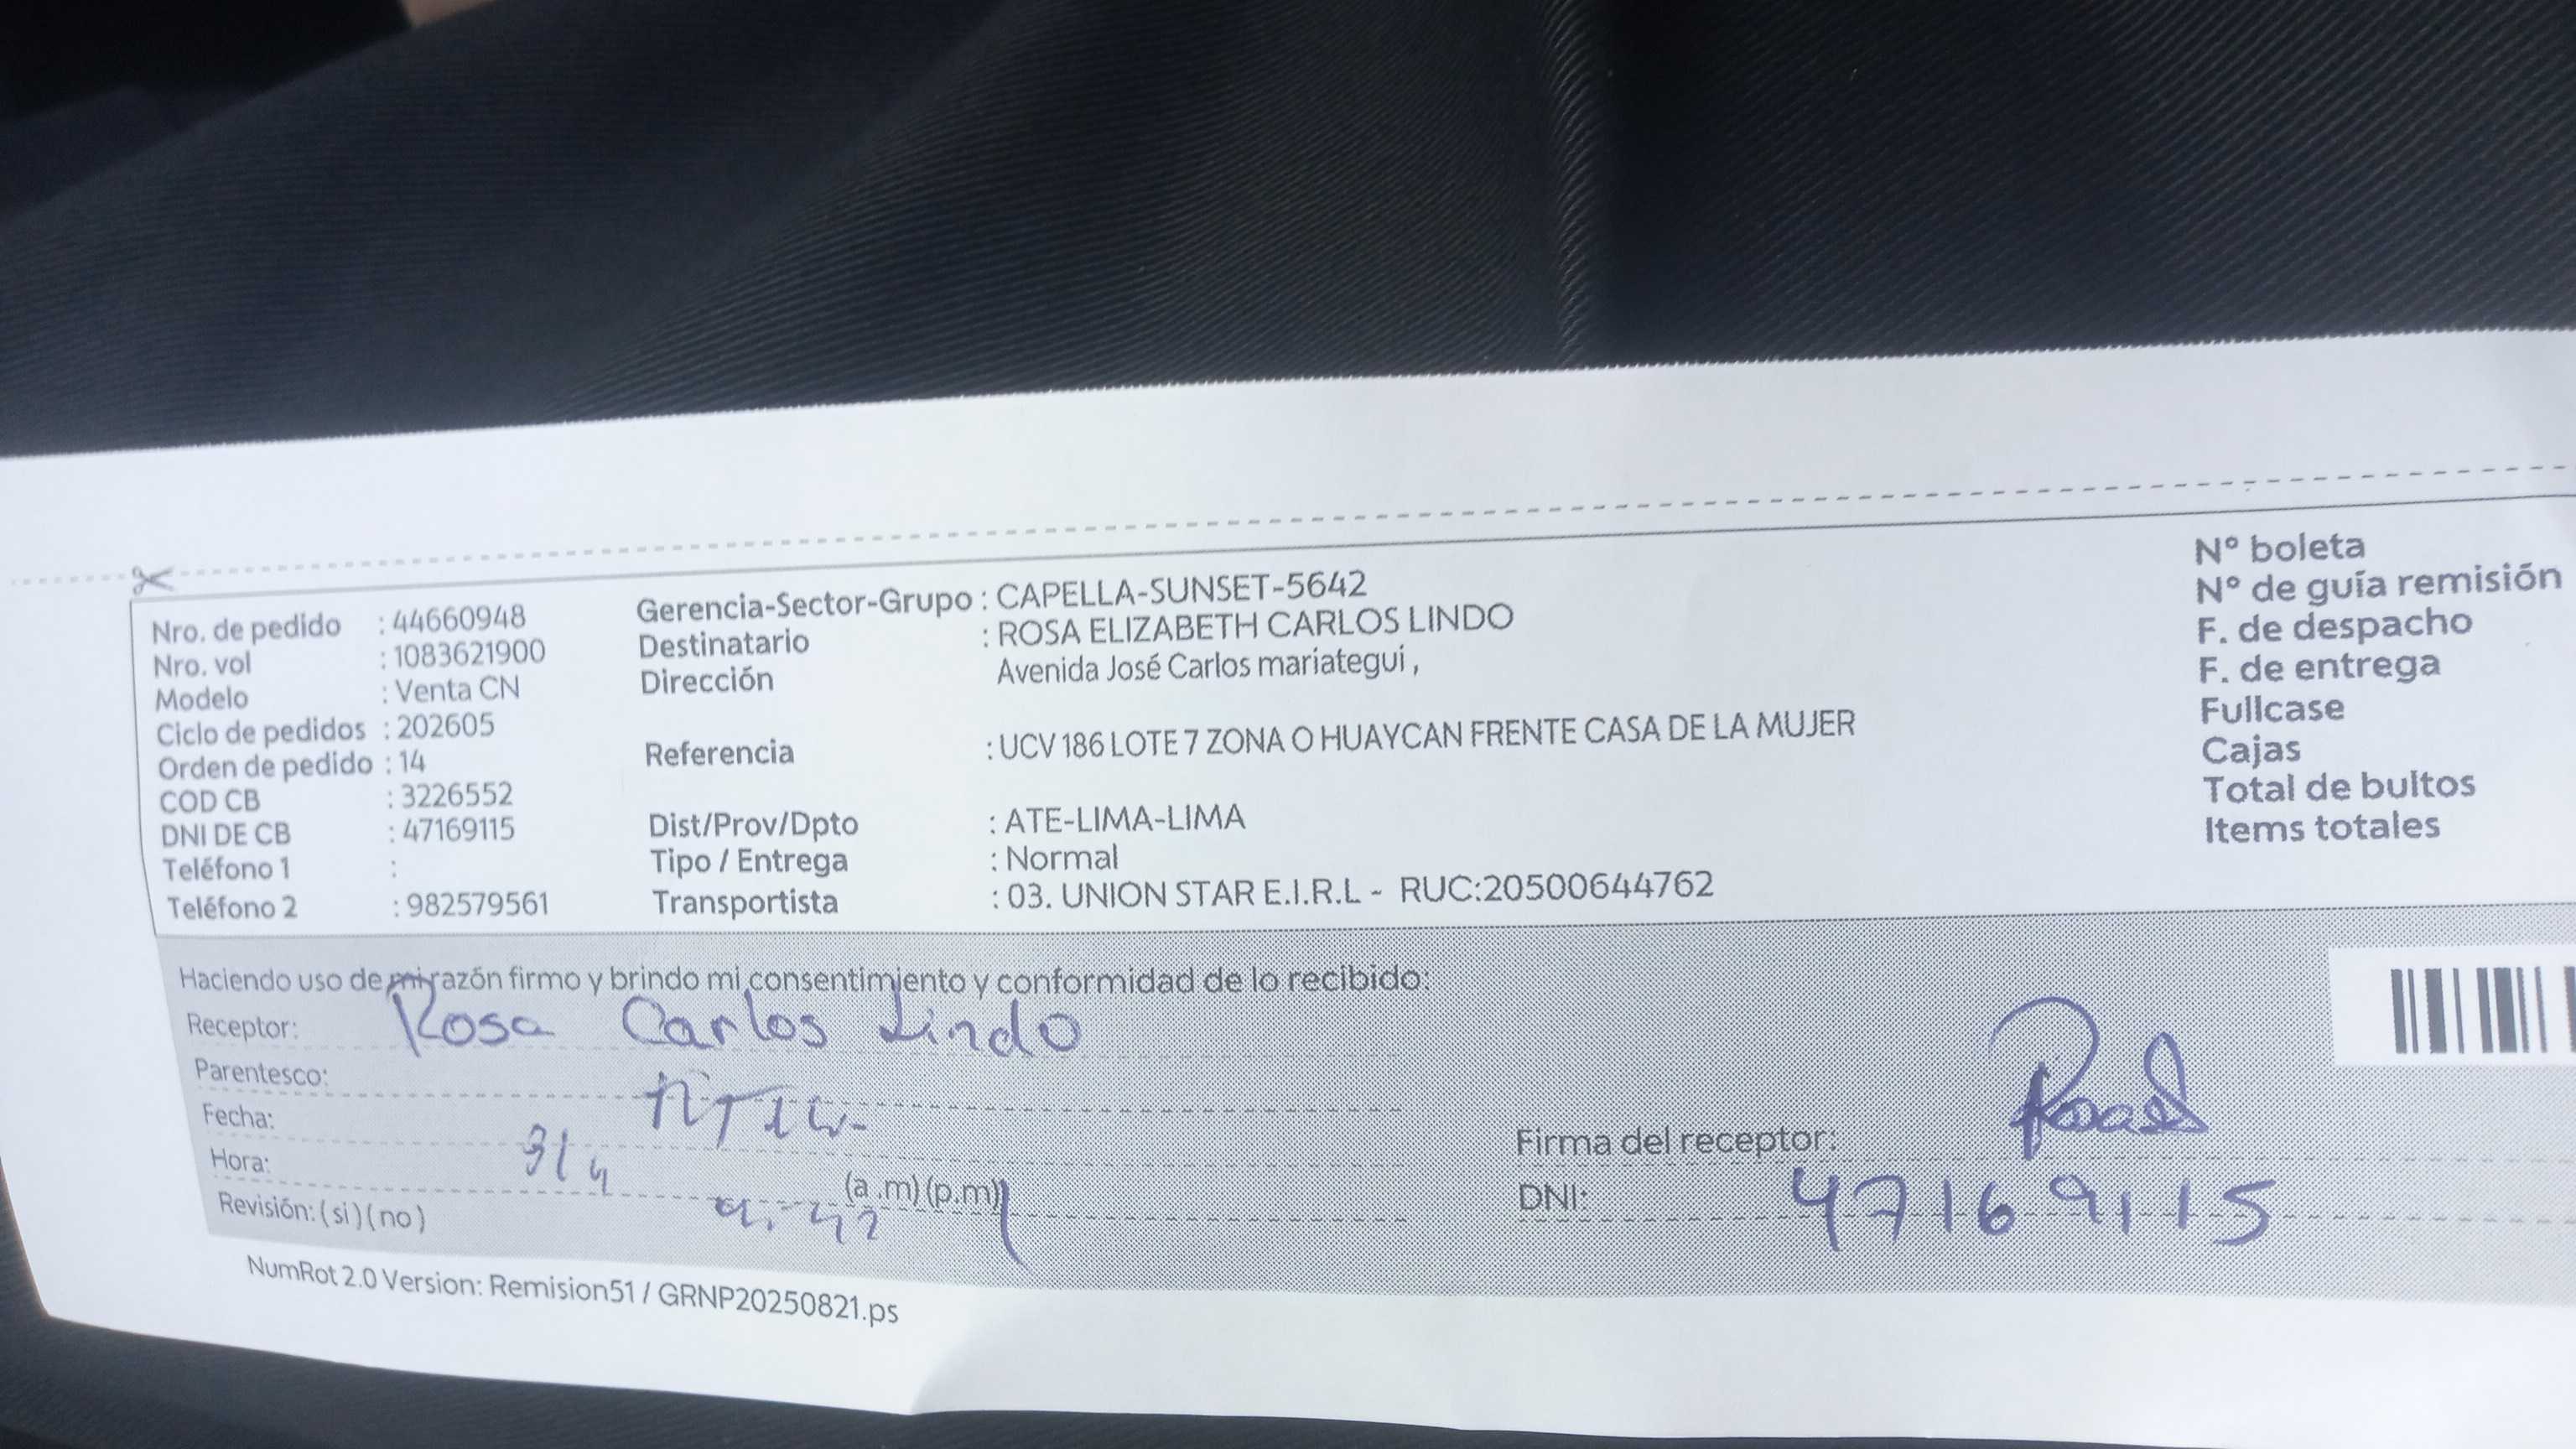 Nro. de pedido : 44660948
Nro. vol : 1083621900
Modelo : Venta CN
Ciclo de pedidos : 202605
Orden de pedido : 14
COD CB : 3226552
DNI DE CB : 47169115
Teléfono 1 :
Teléfono 2 : 982579561
Gerencia-Sector-Grupo : CAPELLA-SUNSET-5642
Destinatario : ROSA ELIZABETH CARLOS LINDO
Dirección Avenida José Carlos mariategui ,
Referencia : UCV 186 LOTE 7 ZONA O HUAYCAN FRENTE CASA DE LA MUJER
Dist/Prov/Dpto : ATE-LIMA-LIMA
Tipo / Entrega : Normal
Transportista : 03. UNION STAR E.I.R.L - RUC:20500644762
N° boleta
N° de guía remisión
F. de despacho
F. de entrega
Fullcase
Cajas
Total de bultos
Items totales
Haciendo uso de mi razón firmo y brindo mi consentimiento y conformidad de lo recibido:
Receptor: Rosa Carlos Lindo
Parentesco:
Fecha: 3/4
Hora: (a .m) (p.m)
Revisión: ( si ) ( no )
Firma del receptor:
DNI: 47169115
NumRot 2.0 Version: Remision51 / GRNP20250821.ps